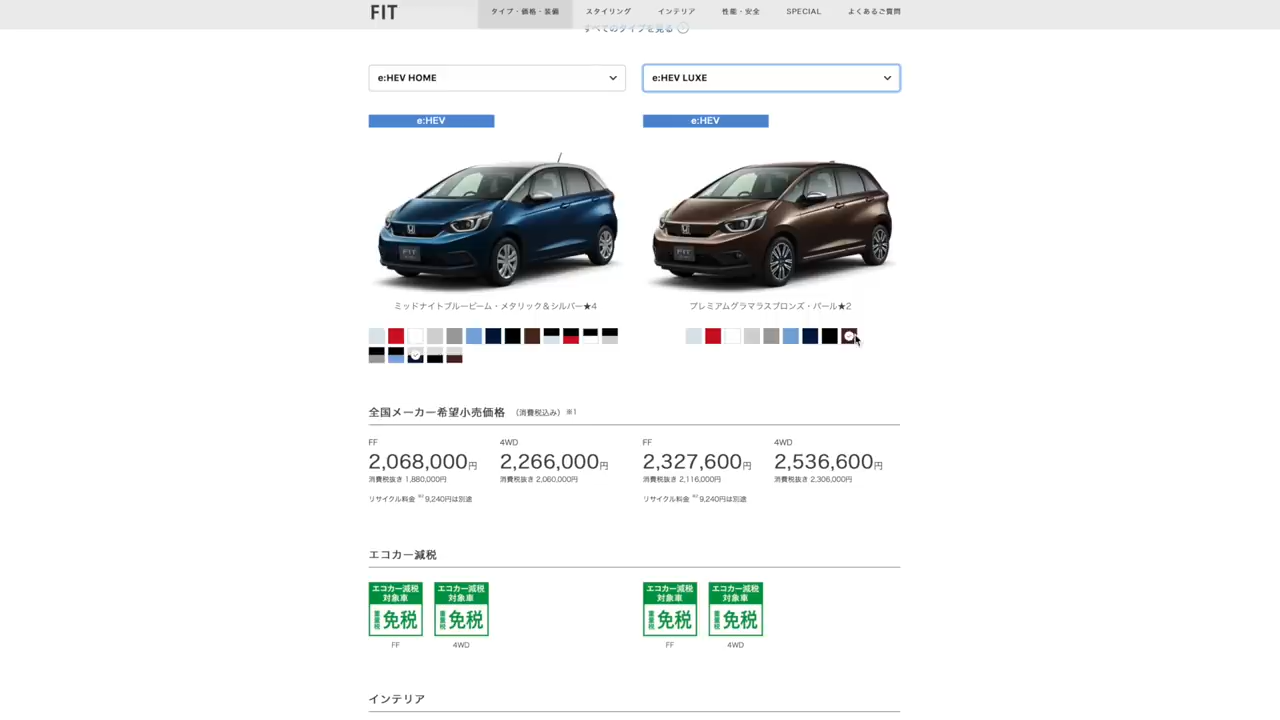 FIT
タイプ・価格・装備 スタイリング インテリア 性能・安全 SPECIAL よくあるご質問
すべてのタイプを見る
e:HEV HOME e:HEV LUXE
e:HEV e:HEV
ミッドナイトブルービーム・メタリック&シルバー★4 プレミアムグラマラスブロンズ・パール★2
全国メーカー希望小売価格 (消費税込み) ※1
FF 4WD FF 4WD
2,068,000円 2,266,000円 2,327,600円 2,536,600円
消費税抜き 1,880,000円 消費税抜き 2,060,000円 消費税抜き 2,116,000円 消費税抜き 2,306,000円
リサイクル料金 ※2 9,240円は別途 リサイクル料金 ※2 9,240円は別途
エコカー減税
エコカー減税 エコカー減税 エコカー減税 エコカー減税
対象車 対象車 対象車 対象車
重量税 免税 重量税 免税 重量税 免税 重量税 免税
FF 4WD FF 4WD
インテリア